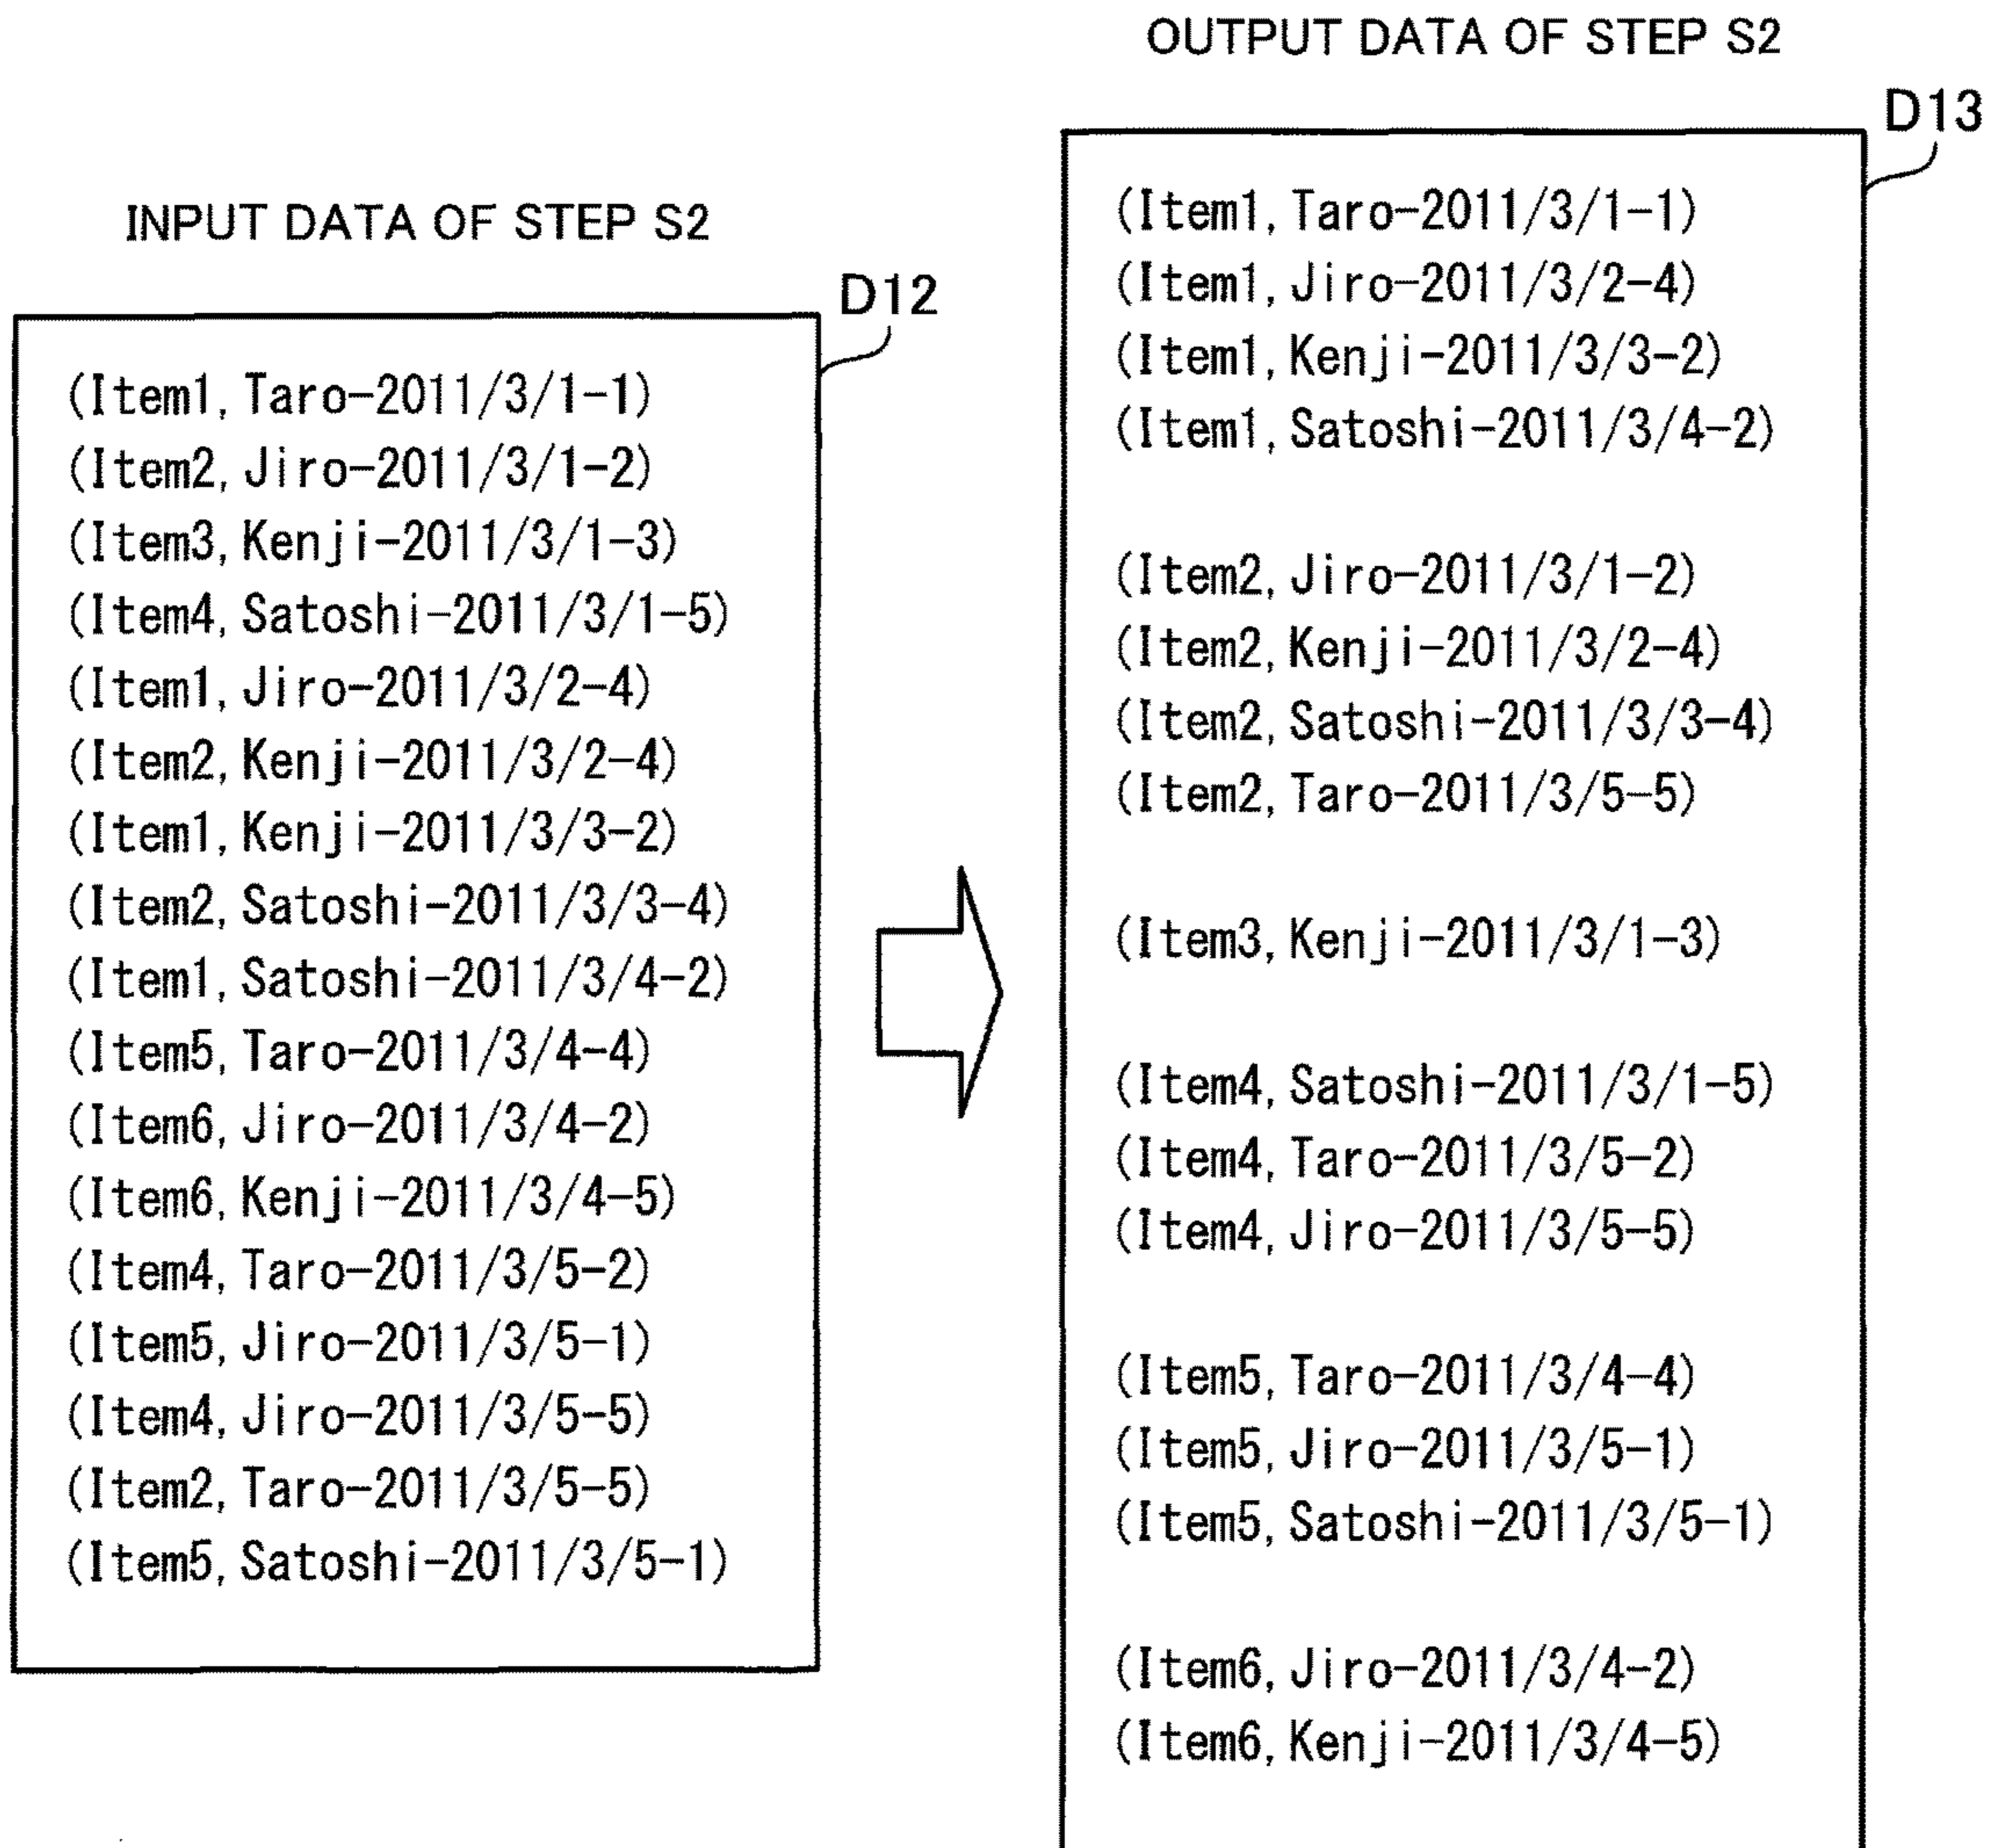 INPUT DATA OF STEP S2
D12
(Item1, Taro-2011/3/1-1)
(Item2, Jiro-2011/3/1-2)
(Item3, Kenji-2011/3/1-3)
(Item4, Satoshi-2011/3/1-5)
(Item1, Jiro-2011/3/2-4)
(Item2, Kenji-2011/3/2-4)
(Item1, Kenji-2011/3/3-2)
(Item2, Satoshi-2011/3/3-4)
(Item1, Satoshi-2011/3/4-2)
(Item5, Taro-2011/3/4-4)
(Item6, Jiro-2011/3/4-2)
(Item6, Kenji-2011/3/4-5)
(Item4, Taro-2011/3/5-2)
(Item5, Jiro-2011/3/5-1)
(Item4, Jiro-2011/3/5-5)
(Item2, Taro-2011/3/5-5)
(Item5, Satoshi-2011/3/5-1)
OUTPUT DATA OF STEP S2
D13
(Item1, Taro-2011/3/1-1)
(Item1, Jiro-2011/3/2-4)
(Item1, Kenji-2011/3/3-2)
(Item1, Satoshi-2011/3/4-2)
(Item2, Jiro-2011/3/1-2)
(Item2, Kenji-2011/3/2-4)
(Item2, Satoshi-2011/3/3-4)
(Item2, Taro-2011/3/5-5)
(Item3, Kenji-2011/3/1-3)
(Item4, Satoshi-2011/3/1-5)
(Item4, Taro-2011/3/5-2)
(Item4, Jiro-2011/3/5-5)
(Item5, Taro-2011/3/4-4)
(Item5, Jiro-2011/3/5-1)
(Item5, Satoshi-2011/3/5-1)
(Item6, Jiro-2011/3/4-2)
(Item6, Kenji-2011/3/4-5)